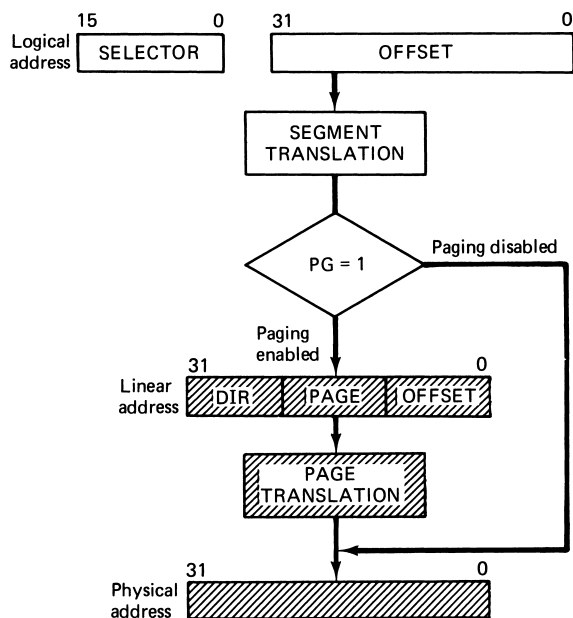 15 0 31 0
Logical
address
SELECTOR
OFFSET
SEGMENT
TRANSLATION
PG = 1
Paging disabled
Paging
enabled
31 0
Linear
address
DIR PAGE OFFSET
PAGE
TRANSLATION
31 0
Physical
address